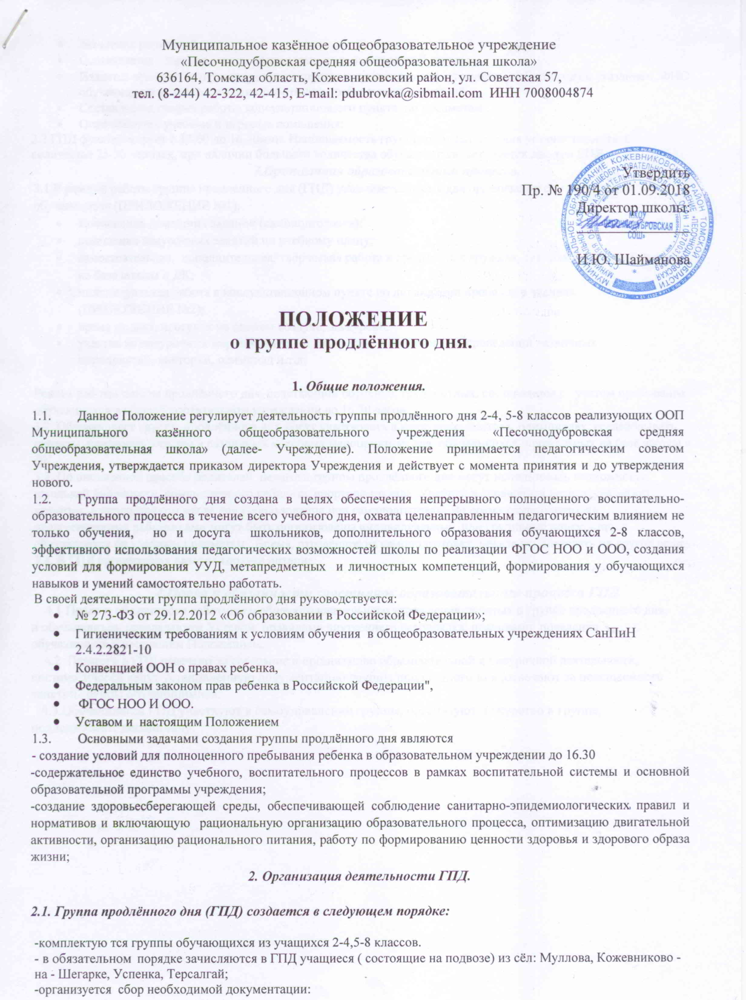 Муниципальное казённое общеобразовательное учреждение
«Песочнодубровская средняя общеобразовательная школа»
636164, Томская область, Кожевниковский район, ул. Советская 57,
тел. (8-244) 42-322, 42-415, E-mail: pdubrovka@sibmail.com ИНН 7008004874
Утвердить
Пр. № 190/4 от 01.09.2018
Директор школы:
МКОУ
ПЕСОЧНОДУБРОВСКАЯ
СОШ»
И.Ю. Шайманова
ПОЛОЖЕНИЕ
о группе продлённого дня.
1. Общие положения.
1.1. Данное Положение регулирует деятельность группы продлённого дня 2-4, 5-8 классов реализующих ООП
Муниципального казённого общеобразовательного учреждения «Песочнодубровская средняя
общеобразовательная школа» (далее- Учреждение). Положение принимается педагогическим советом
Учреждения, утверждается приказом директора Учреждения и действует с момента принятия и до утверждения
нового.
1.2. Группа продлённого дня создана в целях обеспечения непрерывного полноценного воспитательно-
образовательного процесса в течение всего учебного дня, охвата целенаправленным педагогическим влиянием не
только обучения, но и досуга школьников, дополнительного образования обучающихся 2-8 классов,
эффективного использования педагогических возможностей школы по реализации ФГОС НОО и ООО, создания
условий для формирования УУД, метапредметных и личностных компетенций, формирования у обучающихся
навыков и умений самостоятельно работать.
В своей деятельности группа продлённого дня руководствуется:
• № 273-ФЗ от 29.12.2012 «Об образовании в Российской Федерации»;
• Гигиеническим требованиям к условиям обучения в общеобразовательных учреждениях СанПиН
2.4.2.2821-10
• Конвенцией ООН о правах ребенка,
• Федеральным законом прав ребенка в Российской Федерации",
• ФГОС НОО И ООО.
• Уставом и настоящим Положением
1.3. Основными задачами создания группы продлённого дня являются
- создание условий для полноценного пребывания ребенка в образовательном учреждении до 16.30
-содержательное единство учебного, воспитательного процессов в рамках воспитательной системы и основной
образовательной программы учреждения;
-создание здоровьесберегающей среды, обеспечивающей соблюдение санитарно-эпидемиологических правил и
нормативов и включающую рациональную организацию образовательного процесса, оптимизацию двигательной
активности, организацию рационального питания, работу по формированию ценности здоровья и здорового образа
жизни;
2. Организация деятельности ГПД.
2.1. Группа продлённого дня (ГПД) создается в следующем порядке:
-комплектую тся группы обучающихся из учащихся 2-4,5-8 классов.
- в обязательном порядке зачисляются в ГПД учащиеся ( состоящие на подвозе) из сёл: Муллова, Кожевниково -
на - Шегарке, Успенка, Терсалгай;
-организуется сбор необходимой документации: